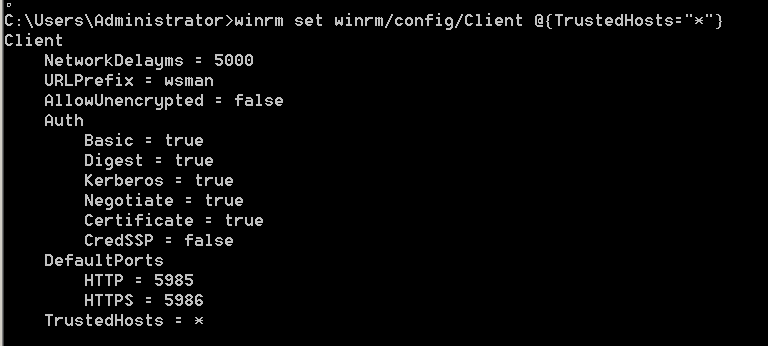 C:\Users\Administrator>winrm set winrm/config/Client @{TrustedHosts="*"}
Client
    NetworkDelayms = 5000
    URLPrefix = wsman
    AllowUnencrypted = false
    Auth
        Basic = true
        Digest = true
        Kerberos = true
        Negotiate = true
        Certificate = true
        CredSSP = false
    DefaultPorts
        HTTP = 5985
        HTTPS = 5986
    TrustedHosts = *